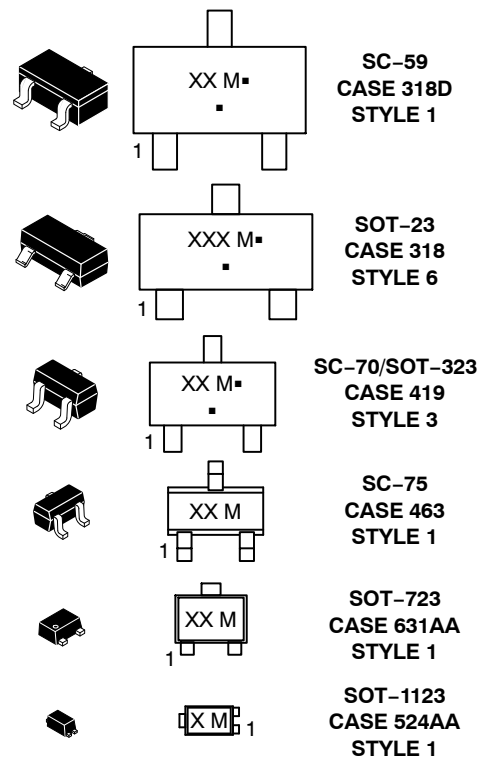 XX M▪
▪
1
SC−59
CASE 318D
STYLE 1
XXX M▪
▪
1
SOT−23
CASE 318
STYLE 6
XX M▪
▪
1
SC−70/SOT−323
CASE 419
STYLE 3
XX M
1
SC−75
CASE 463
STYLE 1
XX M
1
SOT−723
CASE 631AA
STYLE 1
X M
1
SOT−1123
CASE 524AA
STYLE 1